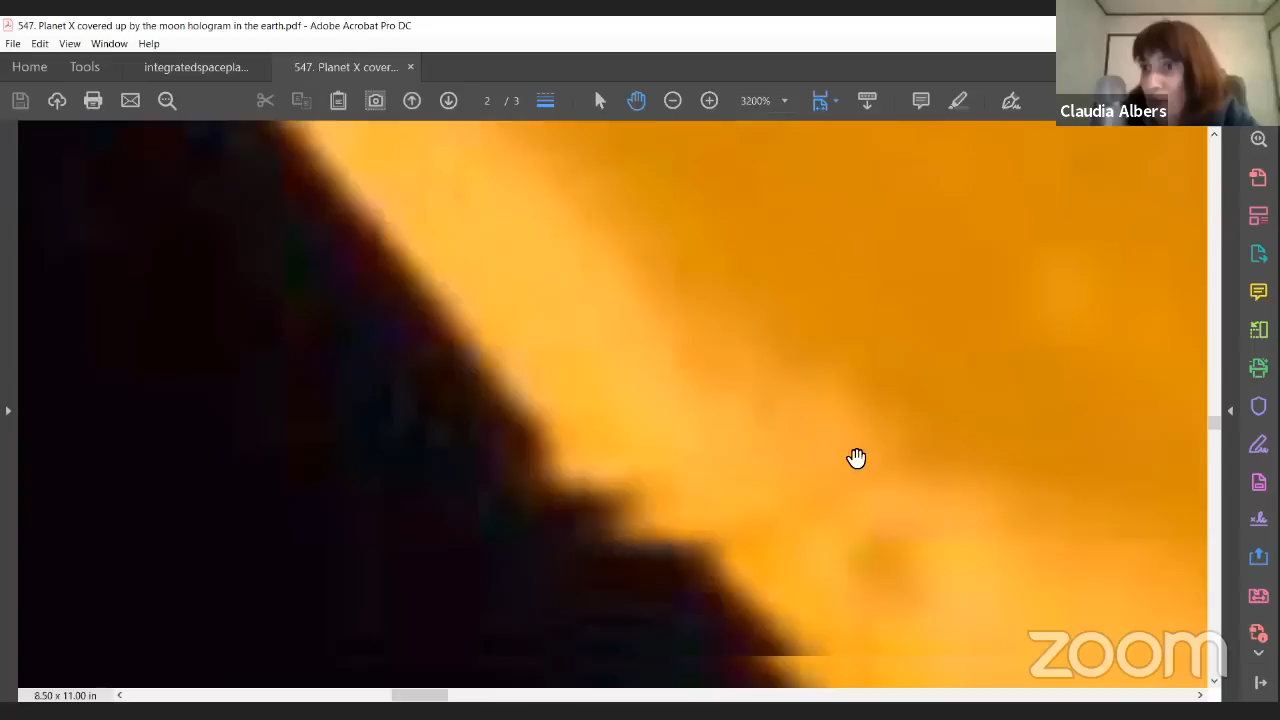 547. Planet X covered up by the moon hologram in the earth.pdf - Adobe Acrobat Pro DC
File Edit View Window Help
Home Tools integratedspacepla... 547. Planet X cover... ×
2 / 3 3200%
Claudia Albers
zoom
8.50 x 11.00 in